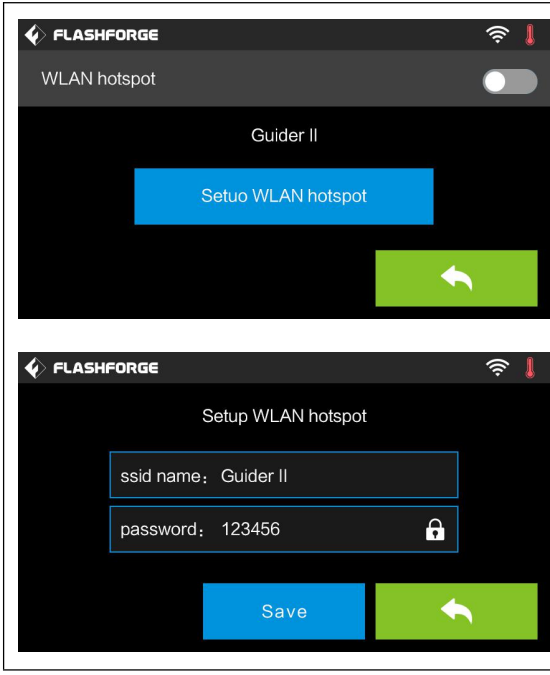 FLASHFORGE
WLAN hotspot
Guider II
Setuo WLAN hotspot
FLASHFORGE
Setup WLAN hotspot
ssid name： Guider II
password： 123456
Save